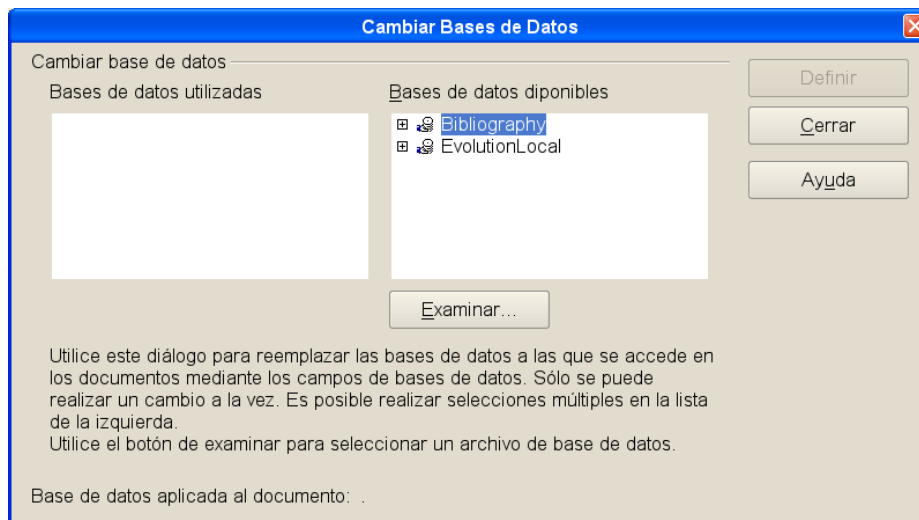 Cambiar Bases de Datos
Cambiar base de datos
Bases de datos utilizadas
Bases de datos diponibles
Bibliography
EvolutionLocal
Definir
Cerrar
Ayuda
Examinar...
Utilice este diálogo para reemplazar las bases de datos a las que se accede en
los documentos mediante los campos de bases de datos. Sólo se puede
realizar un cambio a la vez. Es posible realizar selecciones múltiples en la lista
de la izquierda.
Utilice el botón de examinar para seleccionar un archivo de base de datos.
Base de datos aplicada al documento: .